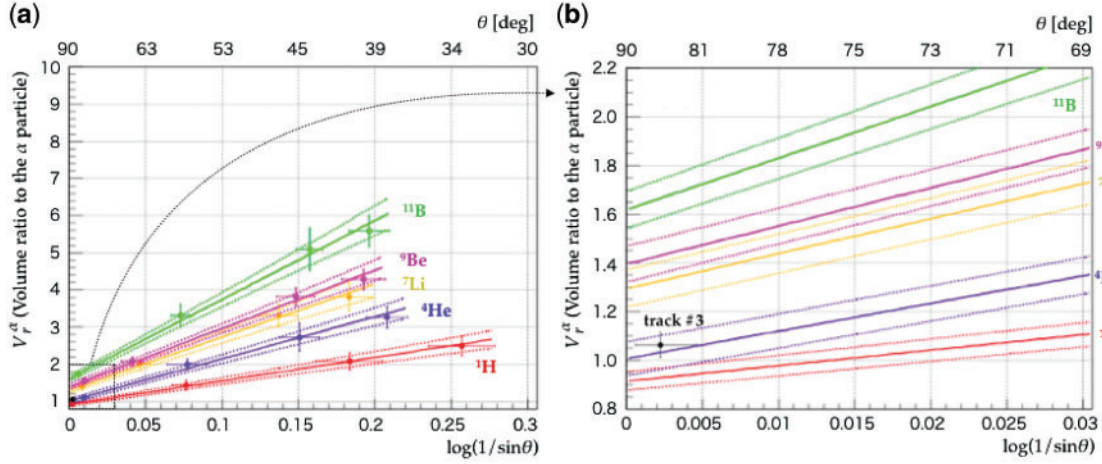 (a)
θ [deg]
90 63 53 45 39 34 30
V_r^α (Volume ratio to the α particle)
10
9
8
7
6
5
4
3
2
1
¹¹B
⁹Be
⁷Li
⁴He
¹H
0 0.05 0.1 0.15 0.2 0.25 0.3
log(1/sinθ)
(b)
θ [deg]
90 81 78 75 73 71 69
V_r^α (Volume ratio to the α particle)
2.2
2.0
1.8
1.6
1.4
1.2
1.0
0.8
¹¹B
9
7
track #3
4
1
0 0.005 0.01 0.015 0.02 0.025 0.03
log(1/sinθ)